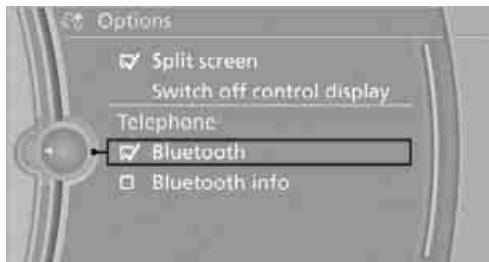 Options
Split screen
Switch off control display
Telephone
Bluetooth
Bluetooth info